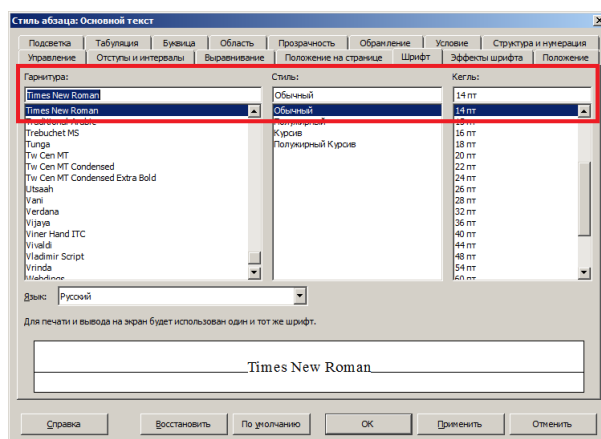 Стиль абзаца: Основной текст
Подсветка Табуляция Буквица Область Прозрачность Обрамление Условие Структура и нумерация
Управление Отступы и интервалы Выравнивание Положение на странице Шрифт Эффекты шрифта Положение
Гарнитура: Стиль: Кегль:
Times New Roman Обычный 14 пт
Times New Roman Обычный 14 пт
Traditional Arabic Полужирный
Trebuchet MS Курсив 16 пт
Tunga Полужирный Курсив 18 пт
Tw Cen MT 20 пт
Tw Cen MT Condensed 22 пт
Tw Cen MT Condensed Extra Bold 24 пт
Utsaah 26 пт
Vani 28 пт
Verdana 32 пт
Vijaya 36 пт
Viner Hand ITC 40 пт
Vivaldi 44 пт
Vladimir Script 48 пт
Vrinda 54 пт
Webdings 60 пт
Язык: Русский
Для печати и вывода на экран будет использован один и тот же шрифт.
Times New Roman
Справка Восстановить По умолчанию ОК Применить Отменить